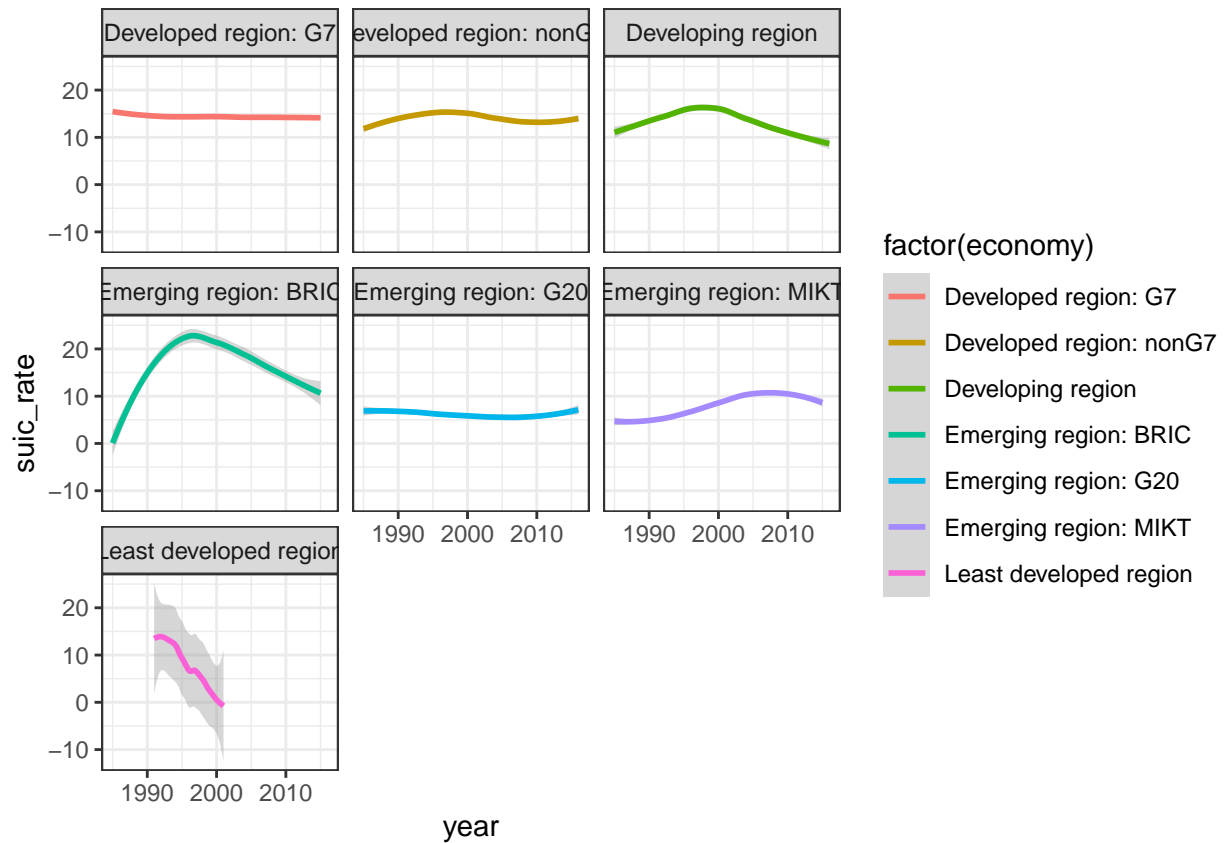 Developed region: G7
eveloped region: nonG
Developing region
20
10
0
−10
Emerging region: BRIC
Emerging region: G20
Emerging region: MIKT
20
10
0
−10
1990 2000 2010
1990 2000 2010
Least developed region
20
10
0
−10
1990 2000 2010
year
suic_rate
factor(economy)
Developed region: G7
Developed region: nonG7
Developing region
Emerging region: BRIC
Emerging region: G20
Emerging region: MIKT
Least developed region